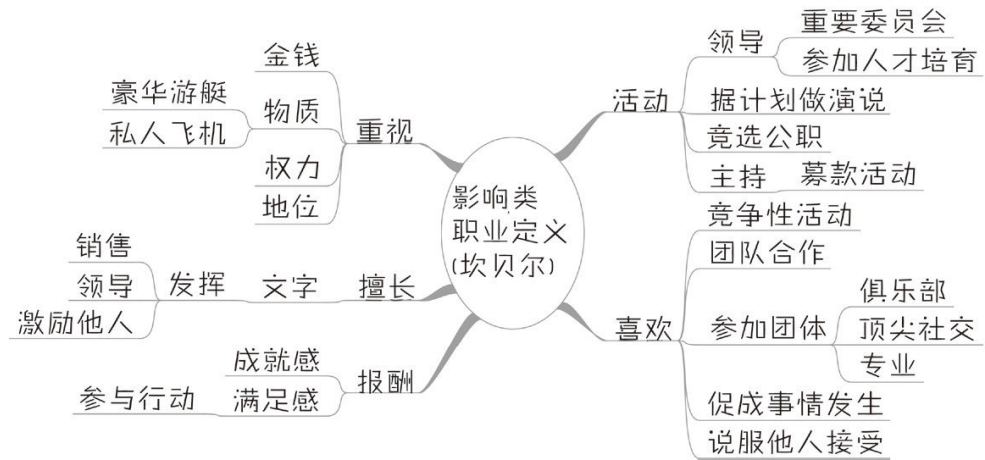 影响类
职业定义
(坎贝尔)
活动
领导
重要委员会
参加人才培育
据计划做演说
竞选公职
主持
募款活动
喜欢
竞争性活动
团队合作
参加团体
俱乐部
顶尖社交
专业
促成事情发生
说服他人接受
重视
金钱
物质
豪华游艇
私人飞机
权力
地位
擅长
文字
发挥
销售
领导
激励他人
报酬
成就感
满足感
参与行动